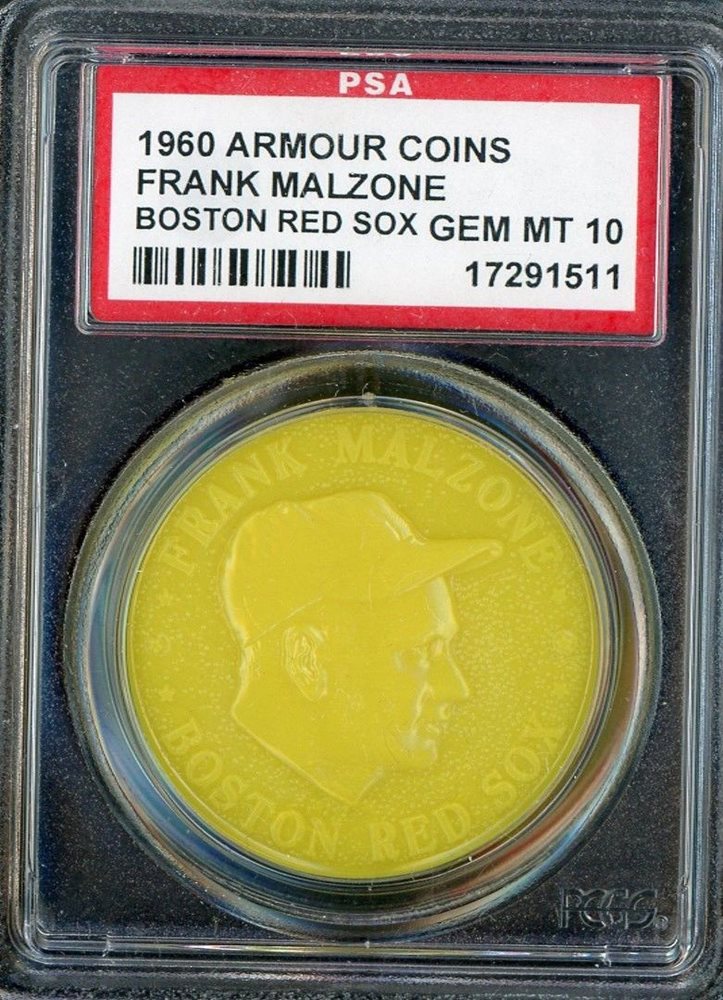 PSA
1960 ARMOUR COINS
FRANK MALZONE
BOSTON RED SOX GEM MT 10
17291511
FRANK MALZONE
BOSTON RED SOX
PCGS